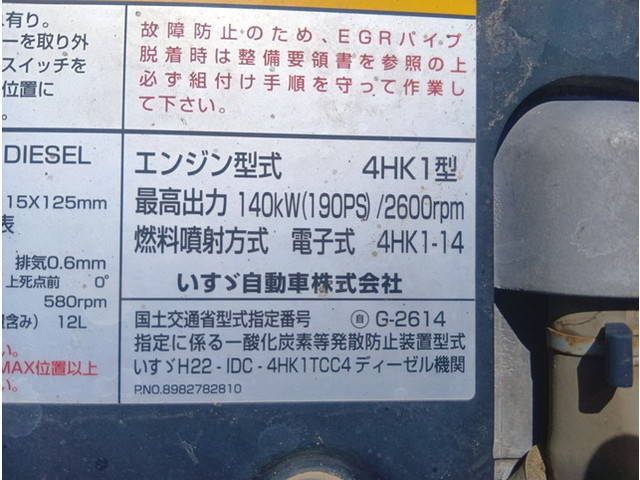 に有り。
ーを取り外
スイッチを
位置に
故障防止のため、EGRパイプ
脱着時は整備要領書を参照の上
必ず組付け手順を守って作業し
て下さい。
DIESEL
15X125mm
表
排気0.6mm
上死点前 0°
580rpm
含み) 12L
い。
MAX位置以上
エンジン型式 4HK1型
最高出力 140kW(190PS)/2600rpm
燃料噴射方式 電子式 4HK1-14
いすゞ自動車株式会社
国土交通省型式指定番号 ㊀自 G-2614
指定に係る一酸化炭素等発散防止装置型式
いすゞH22-IDC-4HK1TCC4ディーゼル機関
P.NO.8982782810